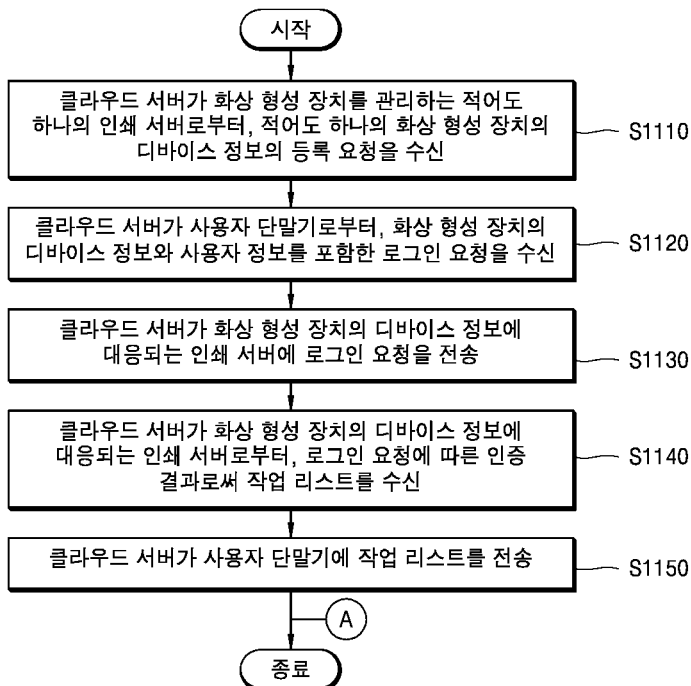 시작
클라우드 서버가 화상 형성 장치를 관리하는 적어도
하나의 인쇄 서버로부터, 적어도 하나의 화상 형성 장치의
디바이스 정보의 등록 요청을 수신
S1110
클라우드 서버가 사용자 단말기로부터, 화상 형성 장치의
디바이스 정보와 사용자 정보를 포함한 로그인 요청을 수신
S1120
클라우드 서버가 화상 형성 장치의 디바이스 정보에
대응되는 인쇄 서버에 로그인 요청을 전송
S1130
클라우드 서버가 화상 형성 장치의 디바이스 정보에
대응되는 인쇄 서버로부터, 로그인 요청에 따른 인증
결과로써 작업 리스트를 수신
S1140
클라우드 서버가 사용자 단말기에 작업 리스트를 전송
S1150
A
종료